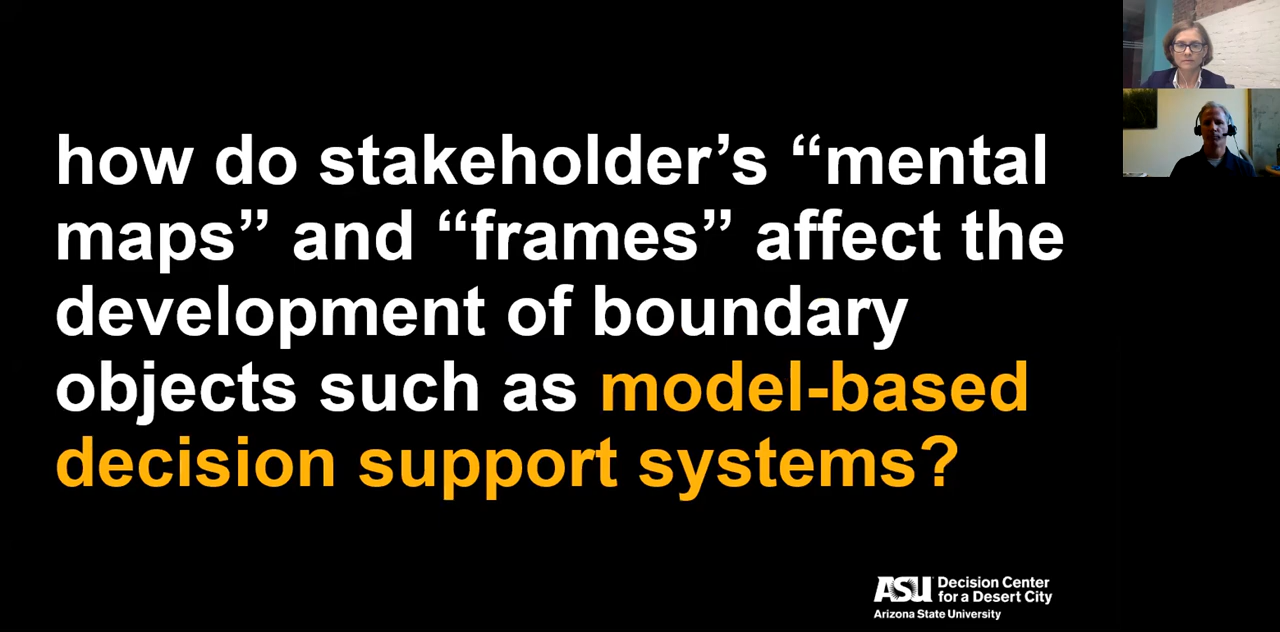 how do stakeholder’s “mental
maps” and “frames” affect the
development of boundary
objects such as model-based
decision support systems?
ASU Decision Center
for a Desert City
Arizona State University